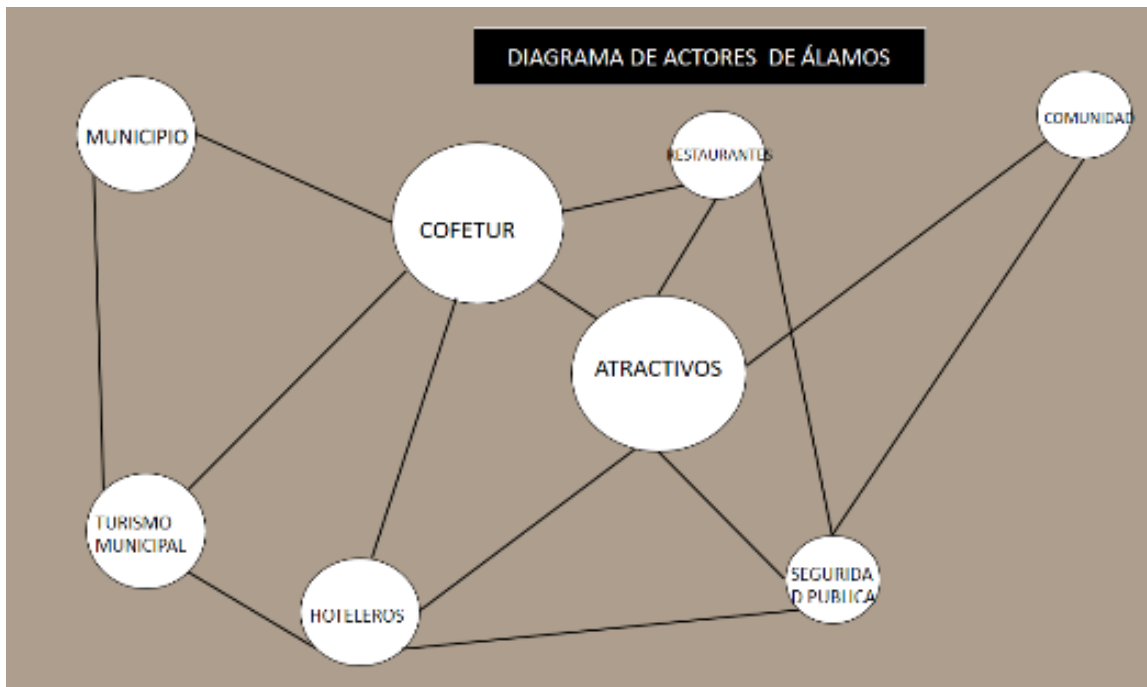 DIAGRAMA DE ACTORES DE ÁLAMOS
MUNICIPIO
COMUNIDAD
RESTAURANTES
COFETUR
ATRACTIVOS
TURISMO
MUNICIPAL
SEGURIDA
D PUBLICA
HOTELEROS